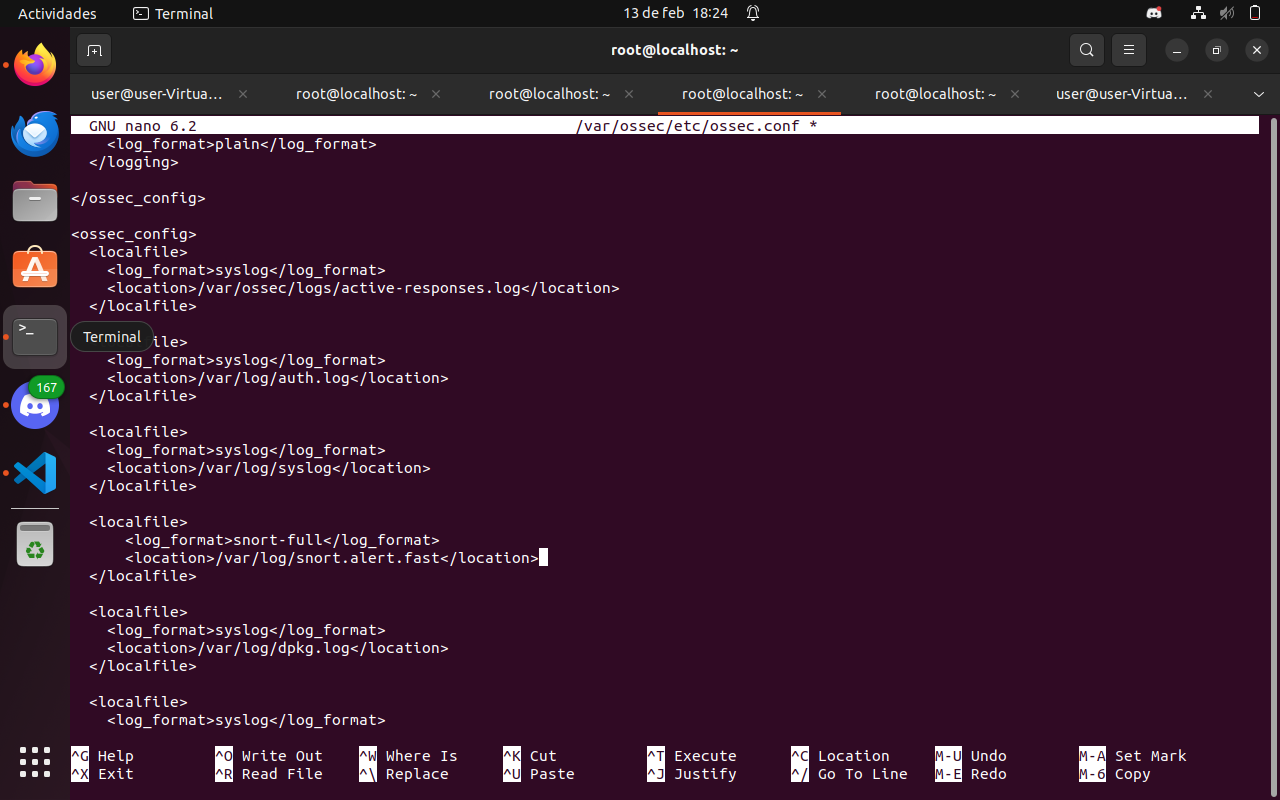 Actividades
Terminal
13 de feb 18:24
root@localhost: ~
user@user-Virtua…
root@localhost: ~
root@localhost: ~
root@localhost: ~
root@localhost: ~
user@user-Virtua…
GNU nano 6.2 /var/ossec/etc/ossec.conf *
<log_format>plain</log_format>
</logging>
</ossec_config>
<ossec_config>
<localfile>
<log_format>syslog</log_format>
<location>/var/ossec/logs/active-responses.log</location>
</localfile>
Terminal
ile>
<log_format>syslog</log_format>
<location>/var/log/auth.log</location>
</localfile>
<localfile>
<log_format>syslog</log_format>
<location>/var/log/syslog</location>
</localfile>
<localfile>
<log_format>snort-full</log_format>
<location>/var/log/snort.alert.fast</location>
</localfile>
<localfile>
<log_format>syslog</log_format>
<location>/var/log/dpkg.log</location>
</localfile>
<localfile>
<log_format>syslog</log_format>
167
^G Help ^O Write Out ^W Where Is ^K Cut ^T Execute ^C Location M-U Undo M-A Set Mark
^X Exit ^R Read File ^\ Replace ^U Paste ^J Justify ^/ Go To Line M-E Redo M-6 Copy